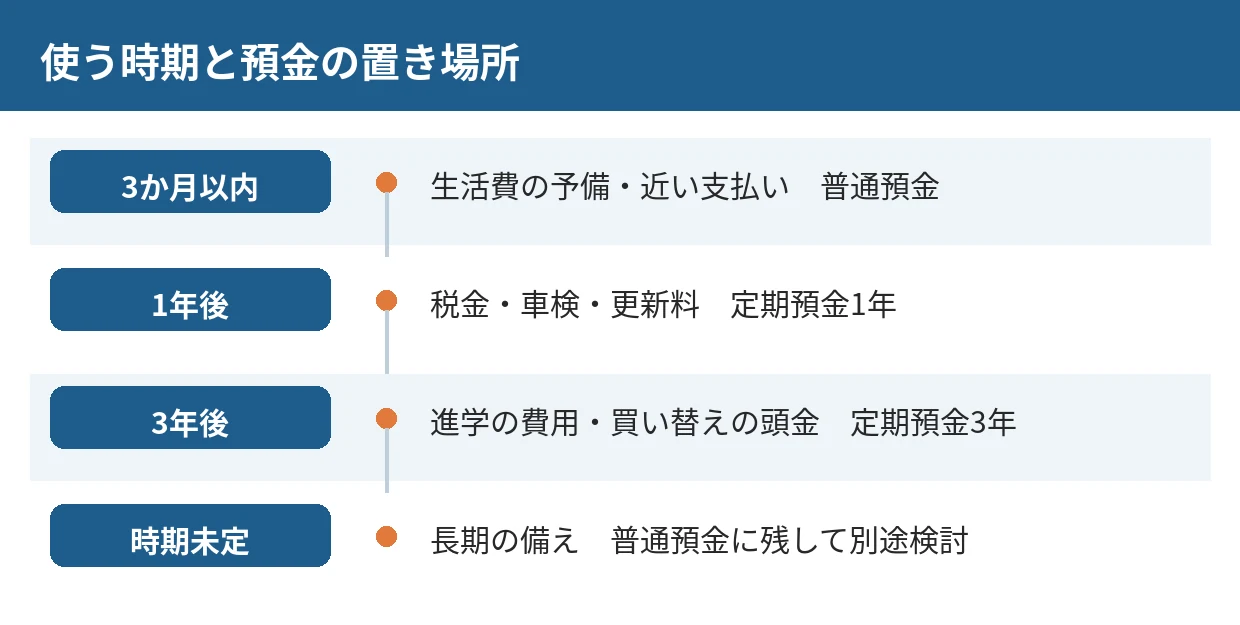 使う時期と預金の置き場所
3か月以内
生活費の予備・近い支払い　普通預金
1年後
税金・車検・更新料　定期預金1年
3年後
進学の費用・買い替えの頭金　定期預金3年
時期未定
長期の備え　普通預金に残して別途検討